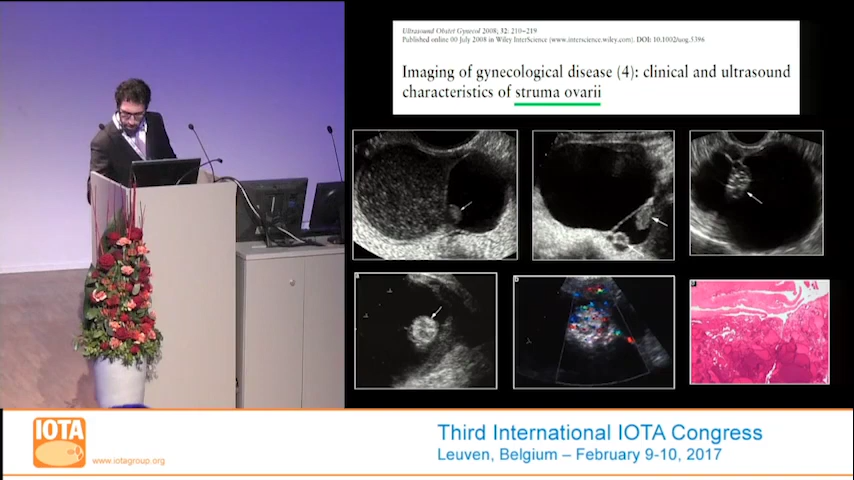 Ultrasound Obstet Gynecol 2008; 32: 210–219
Published online 00 July 2008 in Wiley InterScience (www.interscience.wiley.com). DOI: 10.1002/uog.5396
Imaging of gynecological disease (4): clinical and ultrasound
characteristics of struma ovarii
IOTA
www.iotagroup.org
Third International IOTA Congress
Leuven, Belgium – February 9-10, 2017